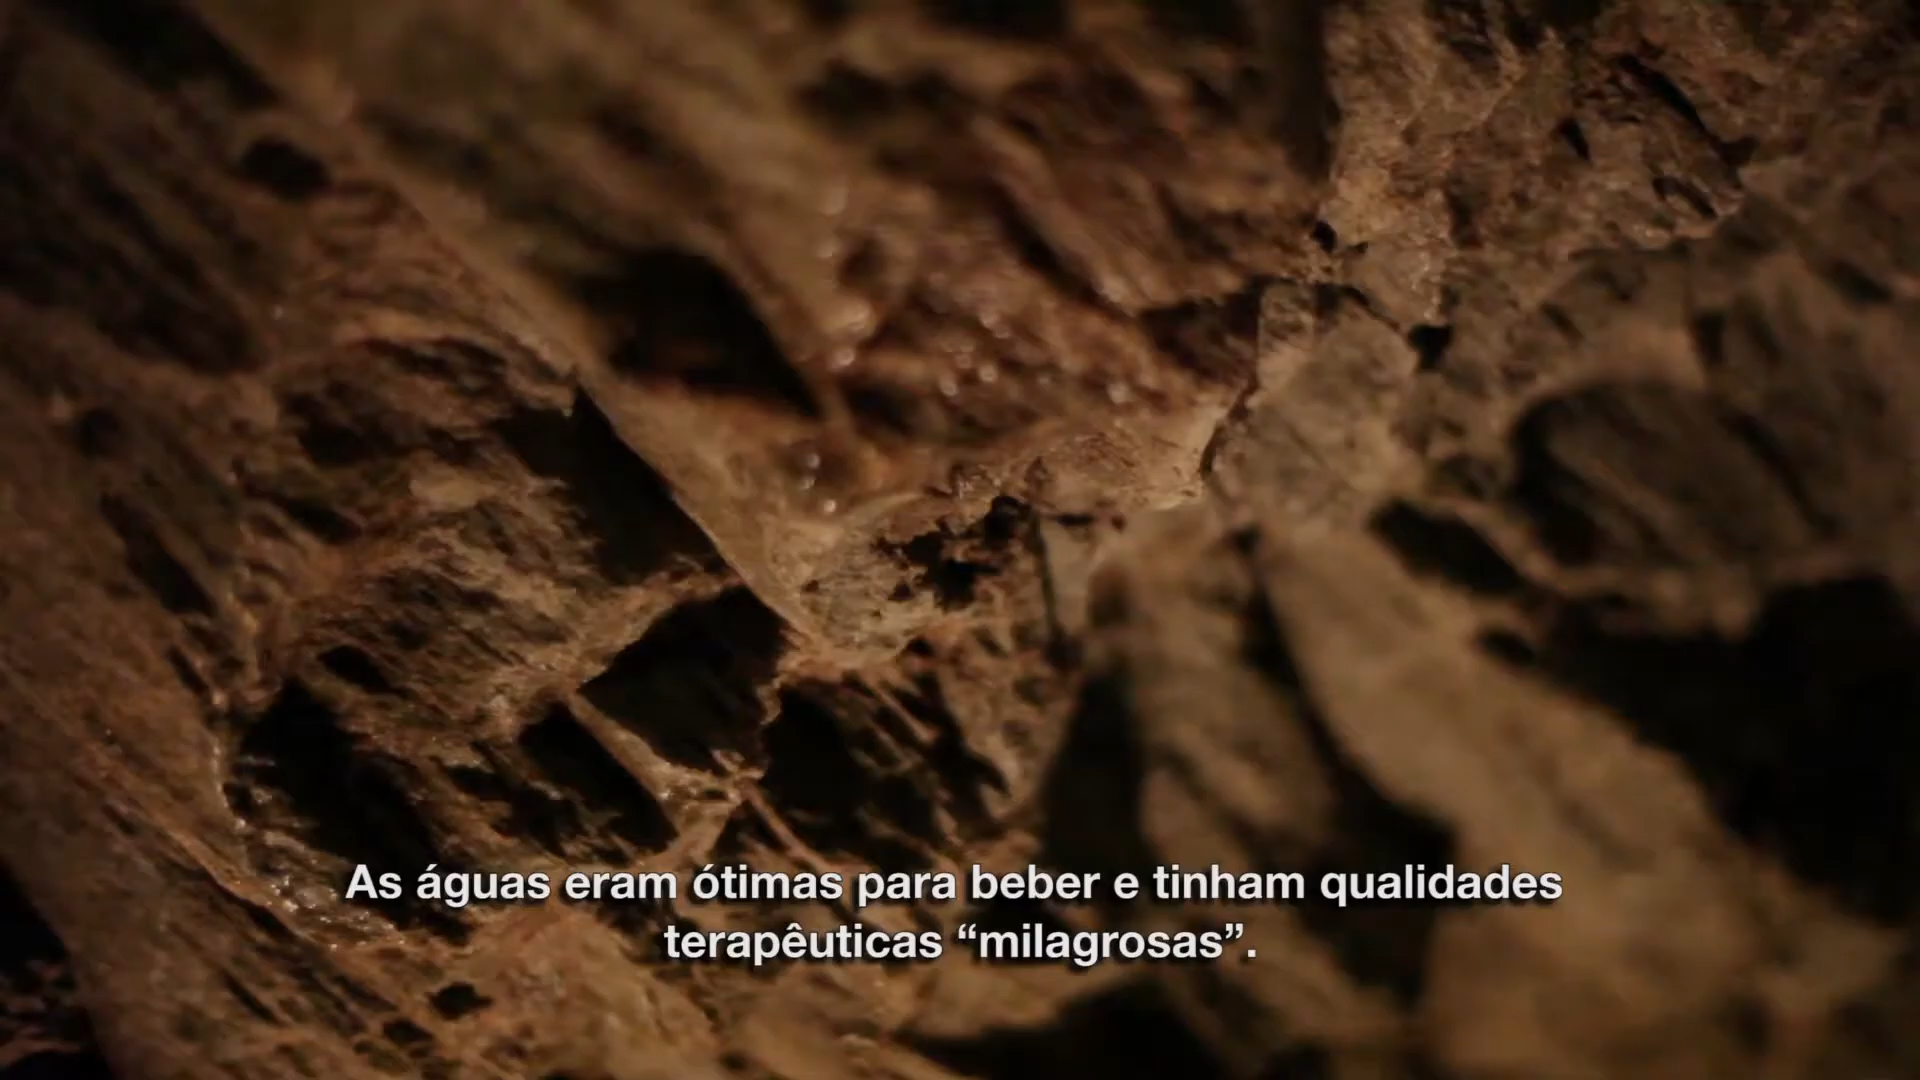 As águas eram ótimas para beber e tinham qualidades
terapêuticas “milagrosas”.